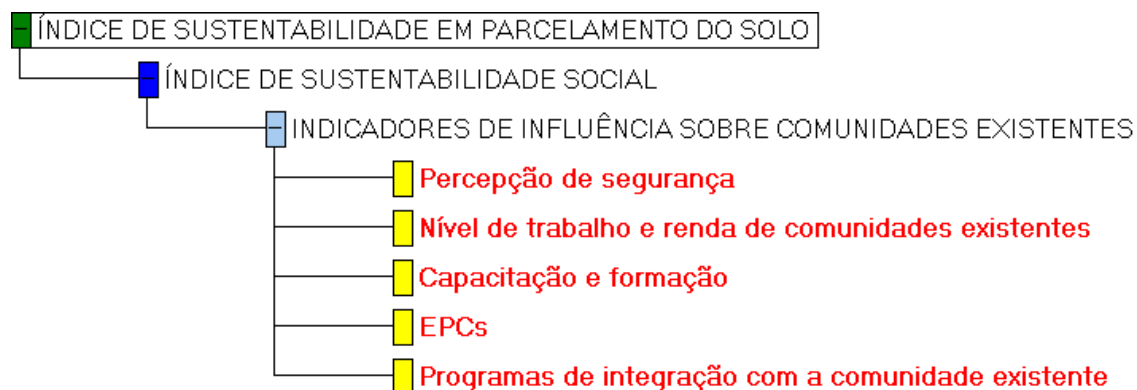 ÍNDICE DE SUSTENTABILIDADE EM PARCELAMENTO DO SOLO
ÍNDICE DE SUSTENTABILIDADE SOCIAL
INDICADORES DE INFLUÊNCIA SOBRE COMUNIDADES EXISTENTES
Percepção de segurança
Nível de trabalho e renda de comunidades existentes
Capacitação e formação
EPCs
Programas de integração com a comunidade existente